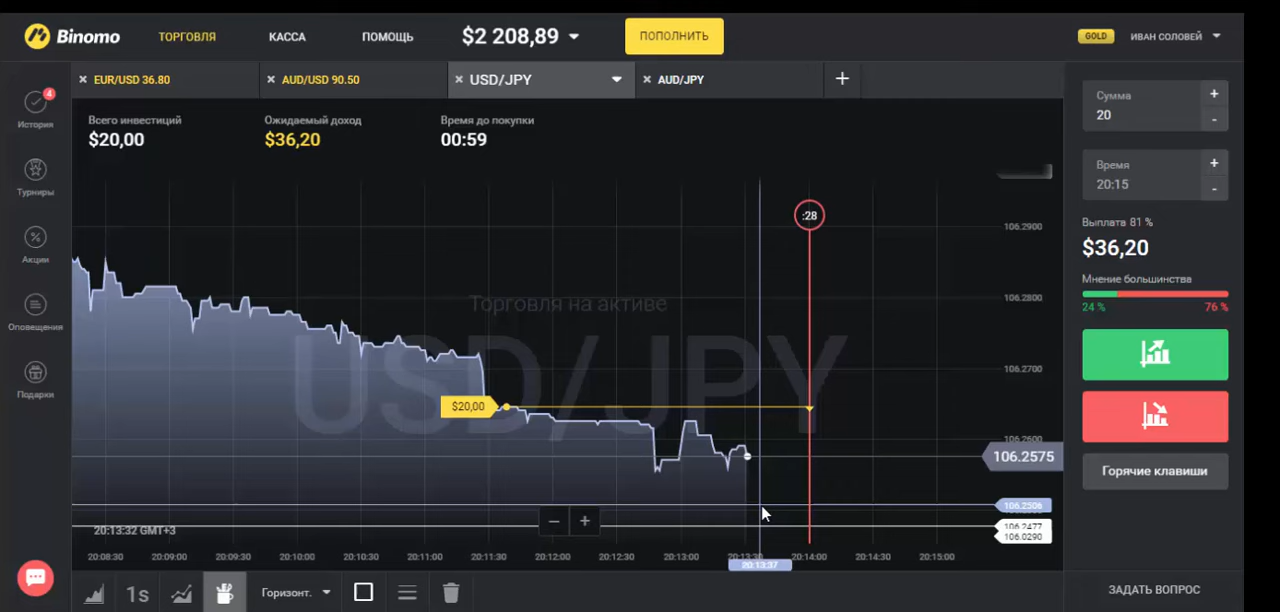 Binomo
ТОРГОВЛЯ
КАССА
ПОМОЩЬ
$2 208,89
ПОПОЛНИТЬ
GOLD
ИВАН СОЛОВЕЙ
EUR/USD 36.80
AUD/USD 90.50
USD/JPY
AUD/JPY
4
История
Турниры
Акции
Оповещения
Подарки
Всего инвестиций
$20,00
Ожидаемый доход
$36,20
Время до покупки
00:59
:28
106.2900
106.2800
106.2700
106.2600
106.2575
106.2506
106.2477
106.0290
Торговля на активе
USD/JPY
$20,00
20:13:32 GMT+3
20:08:30
20:09:00
20:09:30
20:10:00
20:10:30
20:11:00
20:11:30
20:12:00
20:12:30
20:13:00
20:13:30
20:14:00
20:14:30
20:15:00
20:13:37
1s
Горизонт.
Сумма
20
Время
20:15
Выплата 81 %
$36,20
Мнение большинства
24 %
76 %
Горячие клавиши
ЗАДАТЬ ВОПРОС